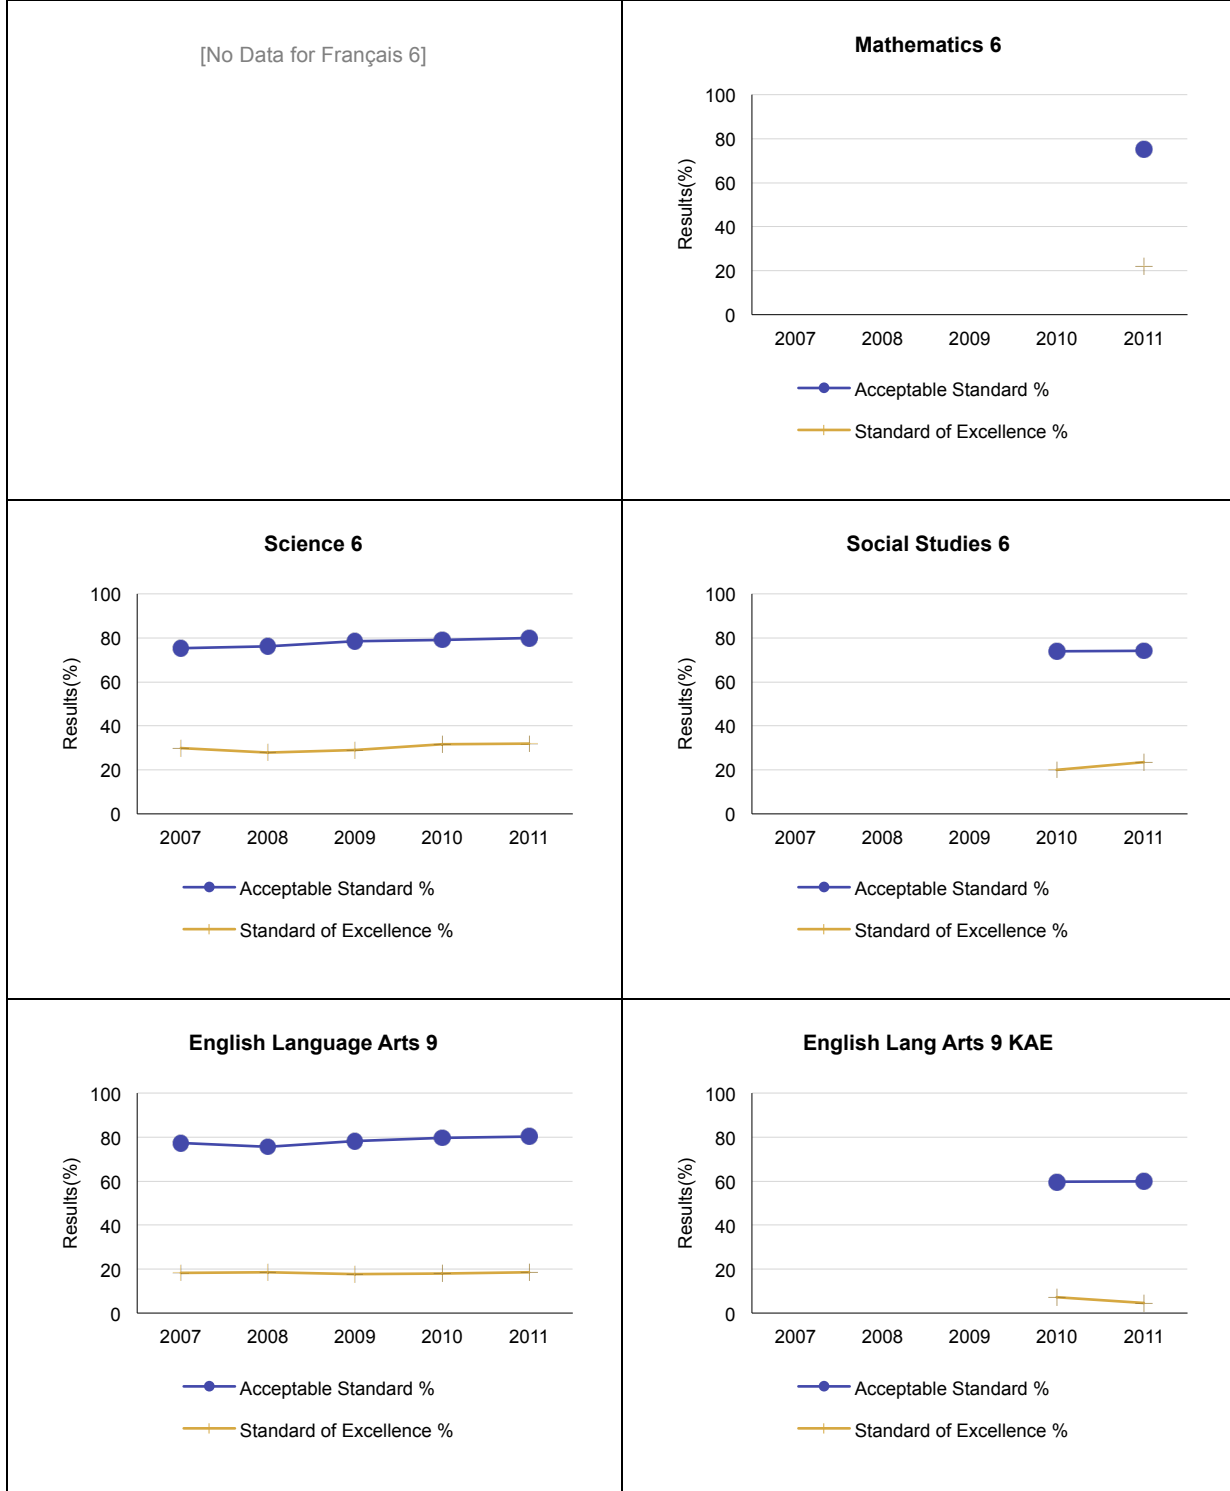 [No Data for Français 6]
Mathematics 6
Results(%)
100
80
60
40
20
0
2007 2008 2009 2010 2011
Acceptable Standard %
Standard of Excellence %
Science 6
Results(%)
100
80
60
40
20
0
2007 2008 2009 2010 2011
Acceptable Standard %
Standard of Excellence %
Social Studies 6
Results(%)
100
80
60
40
20
0
2007 2008 2009 2010 2011
Acceptable Standard %
Standard of Excellence %
English Language Arts 9
Results(%)
100
80
60
40
20
0
2007 2008 2009 2010 2011
Acceptable Standard %
Standard of Excellence %
English Lang Arts 9 KAE
Results(%)
100
80
60
40
20
0
2007 2008 2009 2010 2011
Acceptable Standard %
Standard of Excellence %